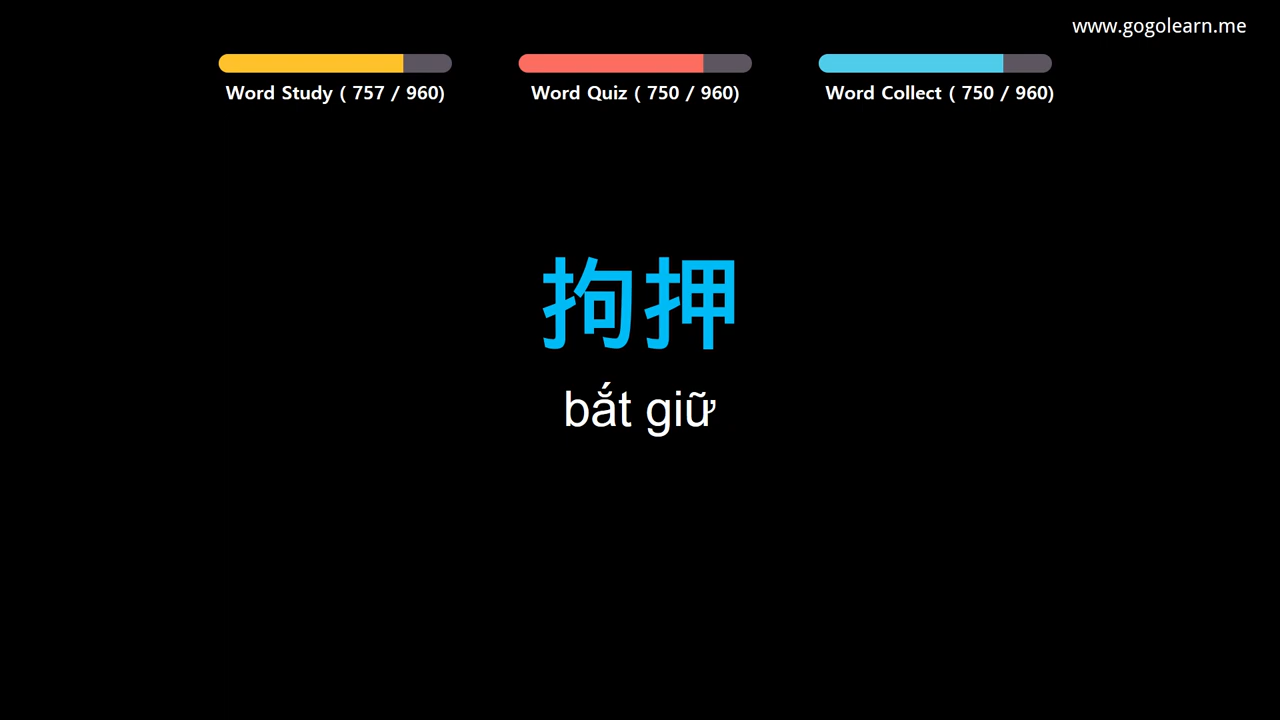 www.gogolearn.me
Word Study ( 757 / 960)
Word Quiz ( 750 / 960)
Word Collect ( 750 / 960)
拘押
bắt giữ